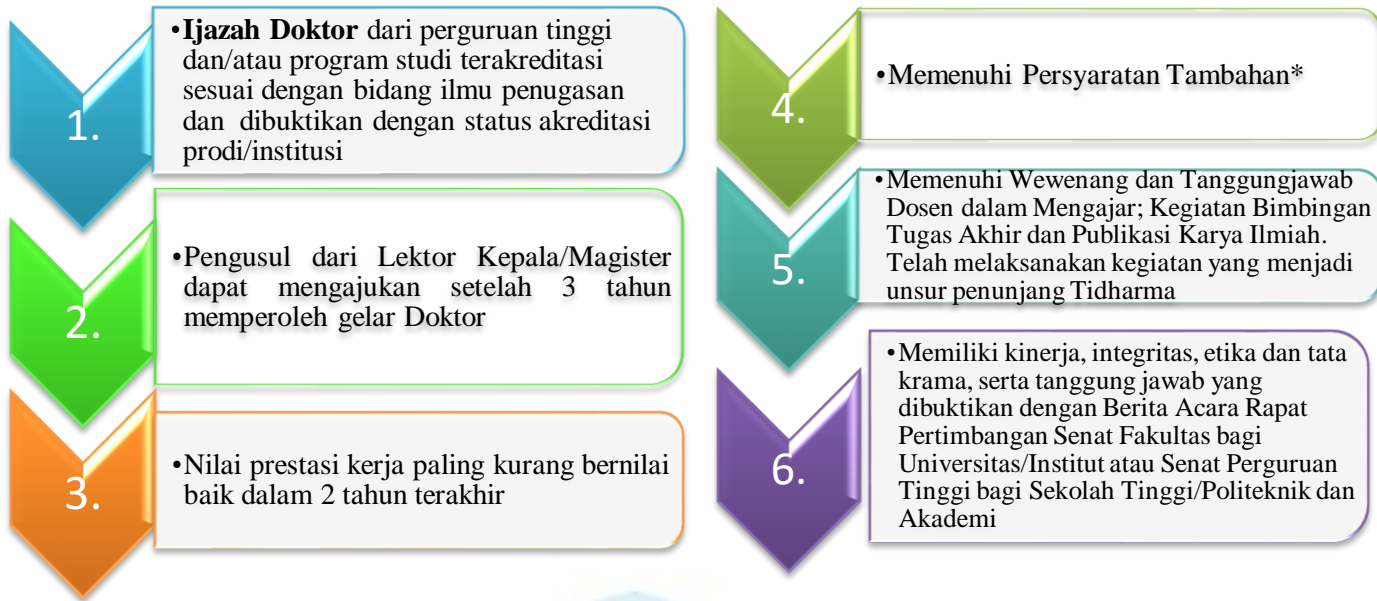 1.
•Ijazah Doktor dari perguruan tinggi
dan/atau program studi terakreditasi
sesuai dengan bidang ilmu penugasan
dan dibuktikan dengan status akreditasi
prodi/institusi
2.
•Pengusul dari Lektor Kepala/Magister
dapat mengajukan setelah 3 tahun
memperoleh gelar Doktor
3.
•Nilai prestasi kerja paling kurang bernilai
baik dalam 2 tahun terakhir
4.
•Memenuhi Persyaratan Tambahan*
5.
•Memenuhi Wewenang dan Tanggungjawab
Dosen dalam Mengajar; Kegiatan Bimbingan
Tugas Akhir dan Publikasi Karya Ilmiah.
Telah melaksanakan kegiatan yang menjadi
unsur penunjang Tidharma
6.
•Memiliki kinerja, integritas, etika dan tata
krama, serta tanggung jawab yang
dibuktikan dengan Berita Acara Rapat
Pertimbangan Senat Fakultas bagi
Universitas/Institut atau Senat Perguruan
Tinggi bagi Sekolah Tinggi/Politeknik dan
Akademi